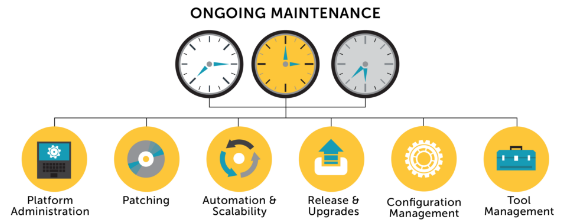 ONGOING MAINTENANCE
Platform
Administration
Patching
Automation &
Scalability
Release &
Upgrades
Configuration
Management
Tool
Management